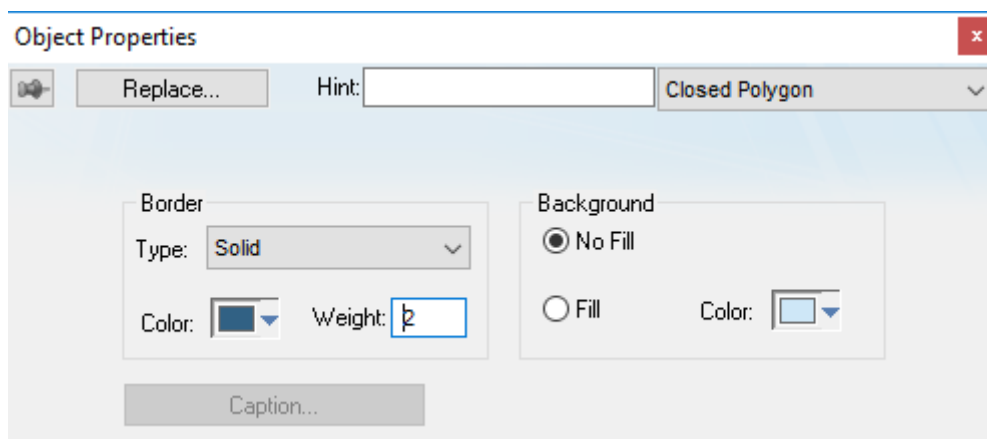 Object Properties
x
Replace... Hint: Closed Polygon
Border
Type: Solid
Color: Weight: 2
Background
No Fill
Fill Color:
Caption...